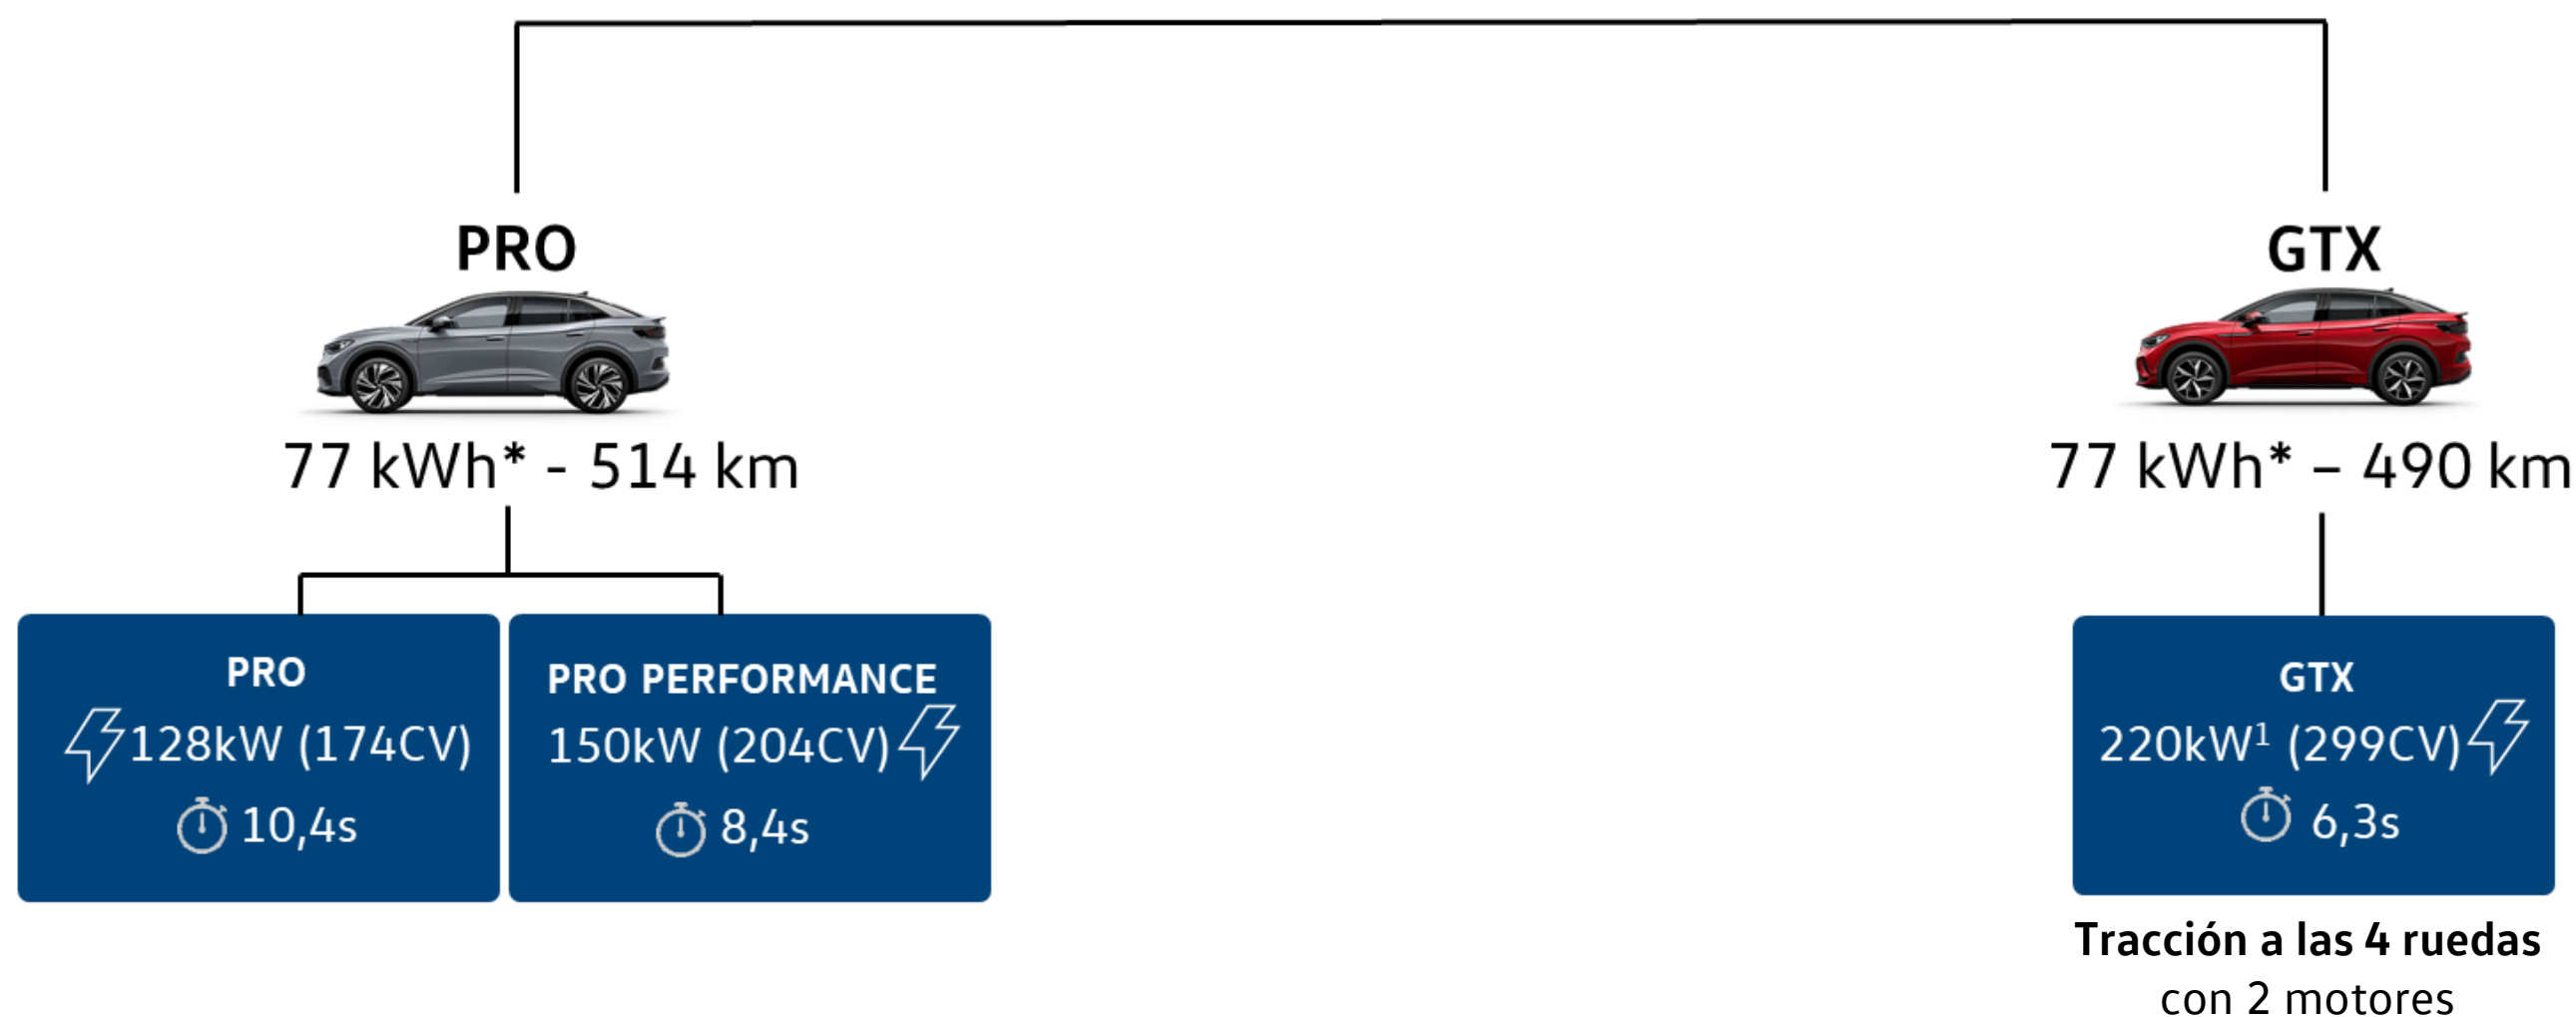 PRO
77 kWh* - 514 km
PRO
128kW (174CV)
10,4s
PRO PERFORMANCE
150kW (204CV)
8,4s
GTX
77 kWh* – 490 km
GTX
220kW¹ (299CV)
6,3s
Tracción a las 4 ruedas
con 2 motores